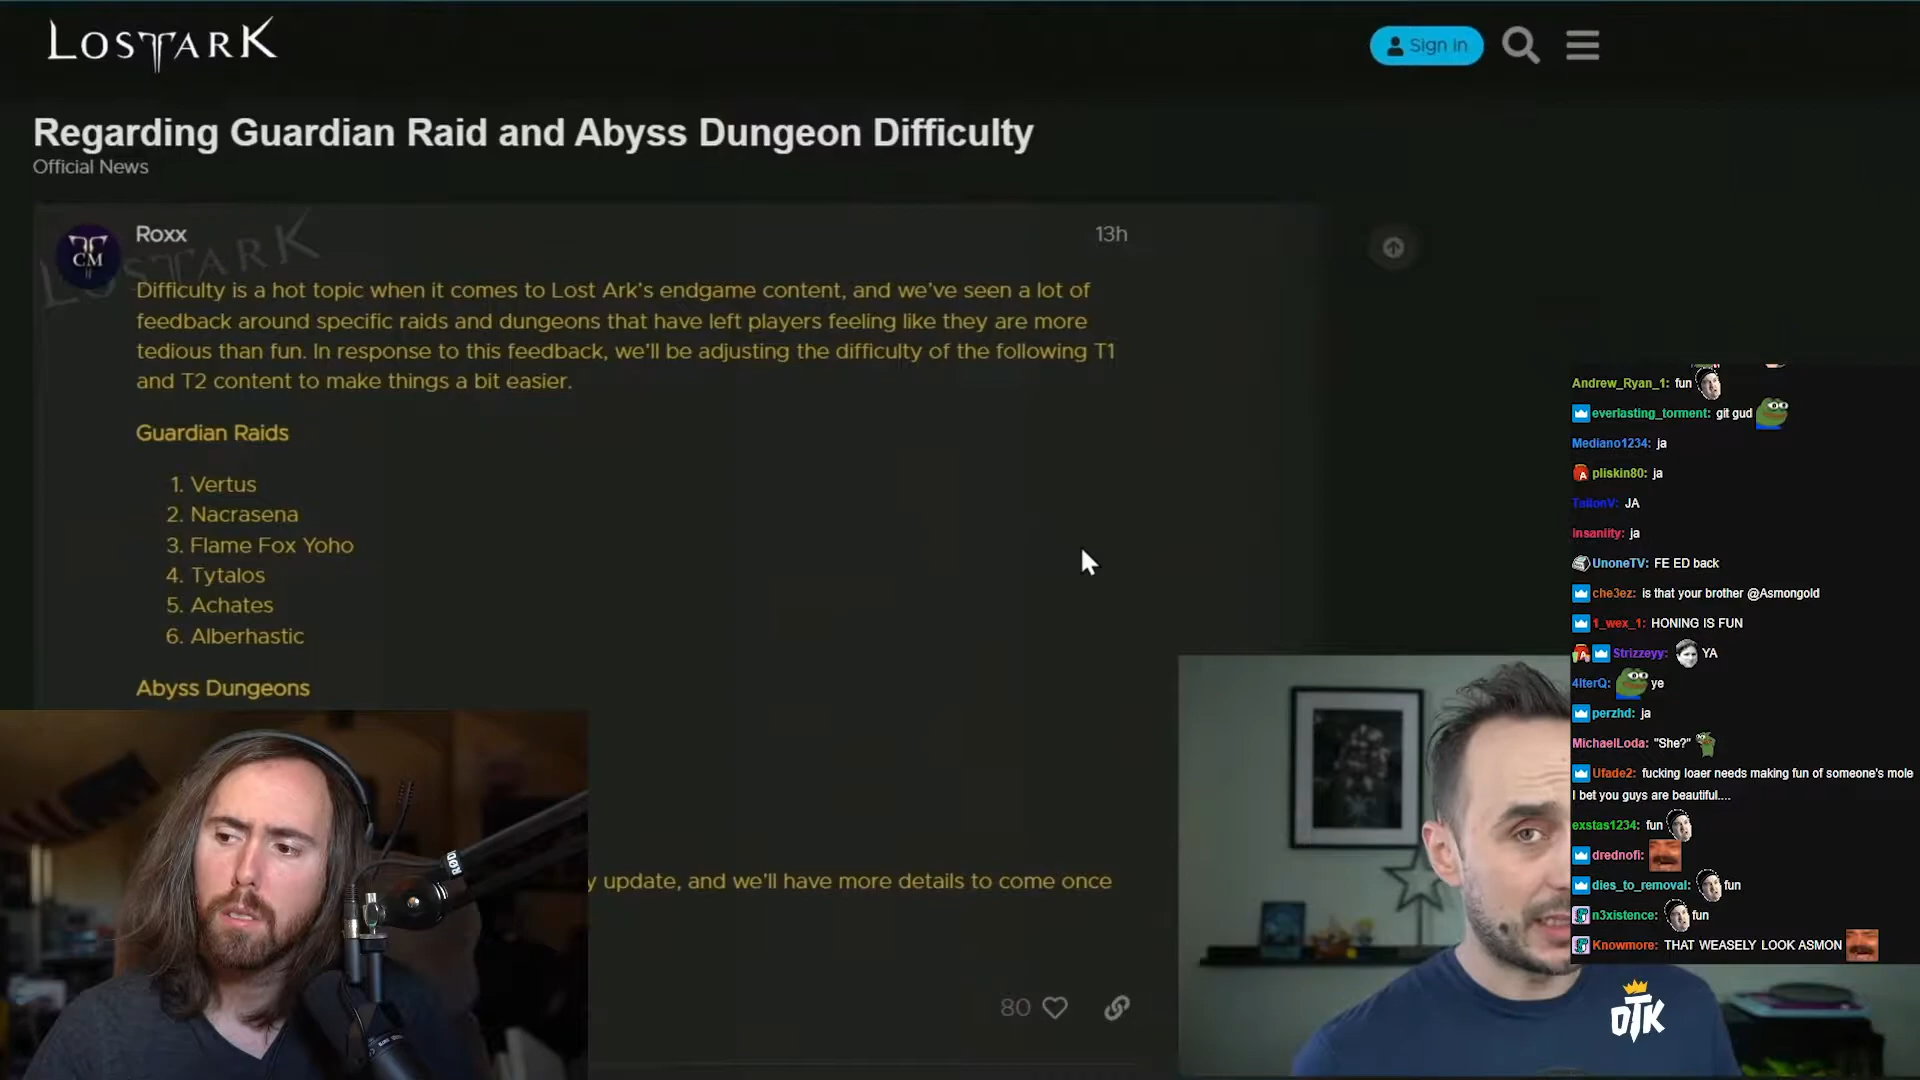 LOST ARK
Sign In
Regarding Guardian Raid and Abyss Dungeon Difficulty
Official News
Roxx
13h
CM
Difficulty is a hot topic when it comes to Lost Ark's endgame content, and we've seen a lot of
feedback around specific raids and dungeons that have left players feeling like they are more
tedious than fun. In response to this feedback, we'll be adjusting the difficulty of the following T1
and T2 content to make things a bit easier.
Guardian Raids
1. Vertus
2. Nacrasena
3. Flame Fox Yoho
4. Tytalos
5. Achates
6. Alberhastic
Abyss Dungeons
y update, and we'll have more details to come once
80
RØDE
DTK
Andrew_Ryan_1: fun
everlasting_torment: git gud
Mediano1234: ja
pliskin80: ja
TaitonV: JA
insaniity: ja
UnoneTV: FE ED back
che3ez: is that your brother @Asmongold
1_wex_1: HONING IS FUN
Strizzeyy: YA
4lterQ: ye
perzhd: ja
MichaelLoda: "She?"
Ufade2: fucking loaer needs making fun of someone's mole
I bet you guys are beautiful....
exstas1234: fun
drednofi:
dies_to_removal: fun
n3xistence: fun
Knowmore: THAT WEASELY LOOK ASMON